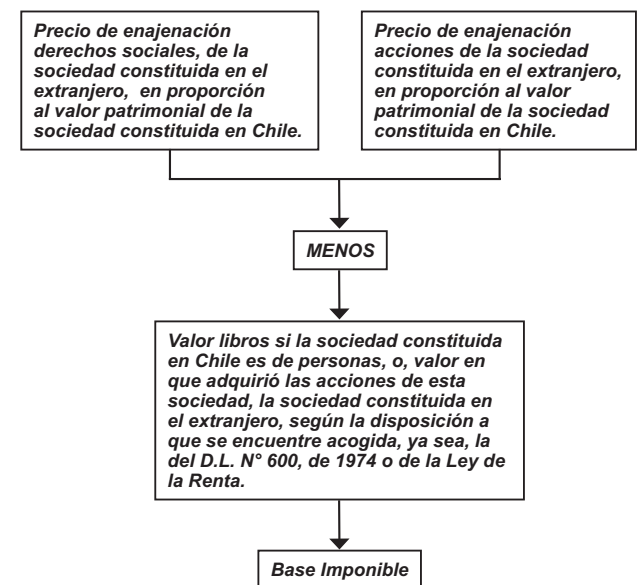 Precio de enajenación
derechos sociales, de la
sociedad constituida en el
extranjero, en proporción
al valor patrimonial de la
sociedad constituida en Chile.
Precio de enajenación
acciones de la sociedad
constituida en el extranjero,
en proporción al valor
patrimonial de la sociedad
constituida en Chile.
MENOS
Valor libros si la sociedad constituida
en Chile es de personas, o, valor en
que adquirió las acciones de esta
sociedad, la sociedad constituida en
el extranjero, según la disposición a
que se encuentre acogida, ya sea, la
del D.L. N° 600, de 1974 o de la Ley de
la Renta.
Base Imponible